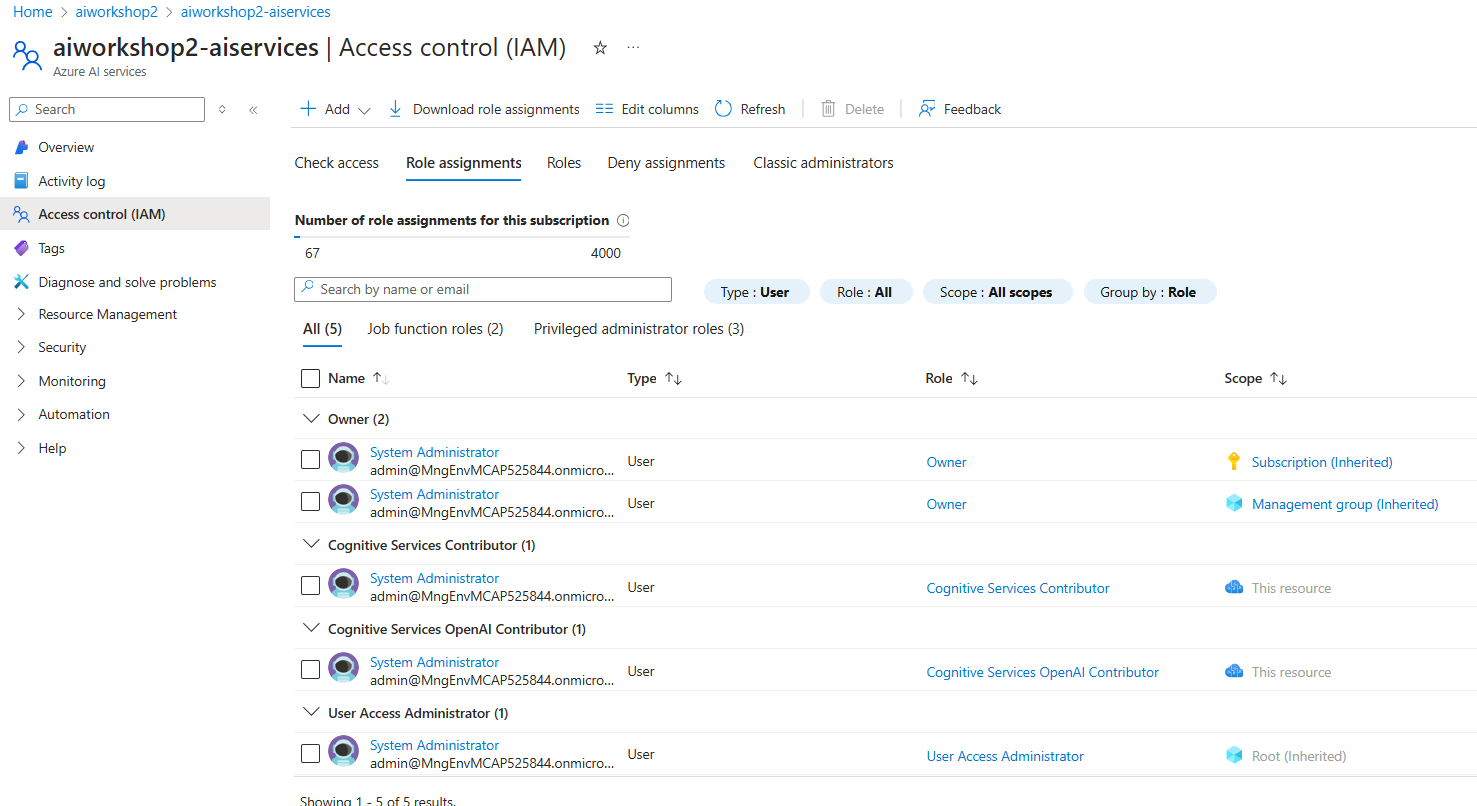 Home > aiworkshop2 > aiworkshop2-aiservices
aiworkshop2-aiservices | Access control (IAM)
Azure AI services
Search
Overview
Activity log
Access control (IAM)
Tags
Diagnose and solve problems
Resource Management
Security
Monitoring
Automation
Help
Add Download role assignments Edit columns Refresh Delete Feedback
Check access Role assignments Roles Deny assignments Classic administrators
Number of role assignments for this subscription
67 4000
Search by name or email Type : User Role : All Scope : All scopes Group by : Role
All (5) Job function roles (2) Privileged administrator roles (3)
Name Type Role Scope
Owner (2)
System Administrator
admin@MngEnvMCAP525844.onmicro... User Owner Subscription (Inherited)
System Administrator
admin@MngEnvMCAP525844.onmicro... User Owner Management group (Inherited)
Cognitive Services Contributor (1)
System Administrator
admin@MngEnvMCAP525844.onmicro... User Cognitive Services Contributor This resource
Cognitive Services OpenAI Contributor (1)
System Administrator
admin@MngEnvMCAP525844.onmicro... User Cognitive Services OpenAI Contributor This resource
User Access Administrator (1)
System Administrator
admin@MngEnvMCAP525844.onmicro... User User Access Administrator Root (Inherited)
Showing 1 - 5 of 5 results.